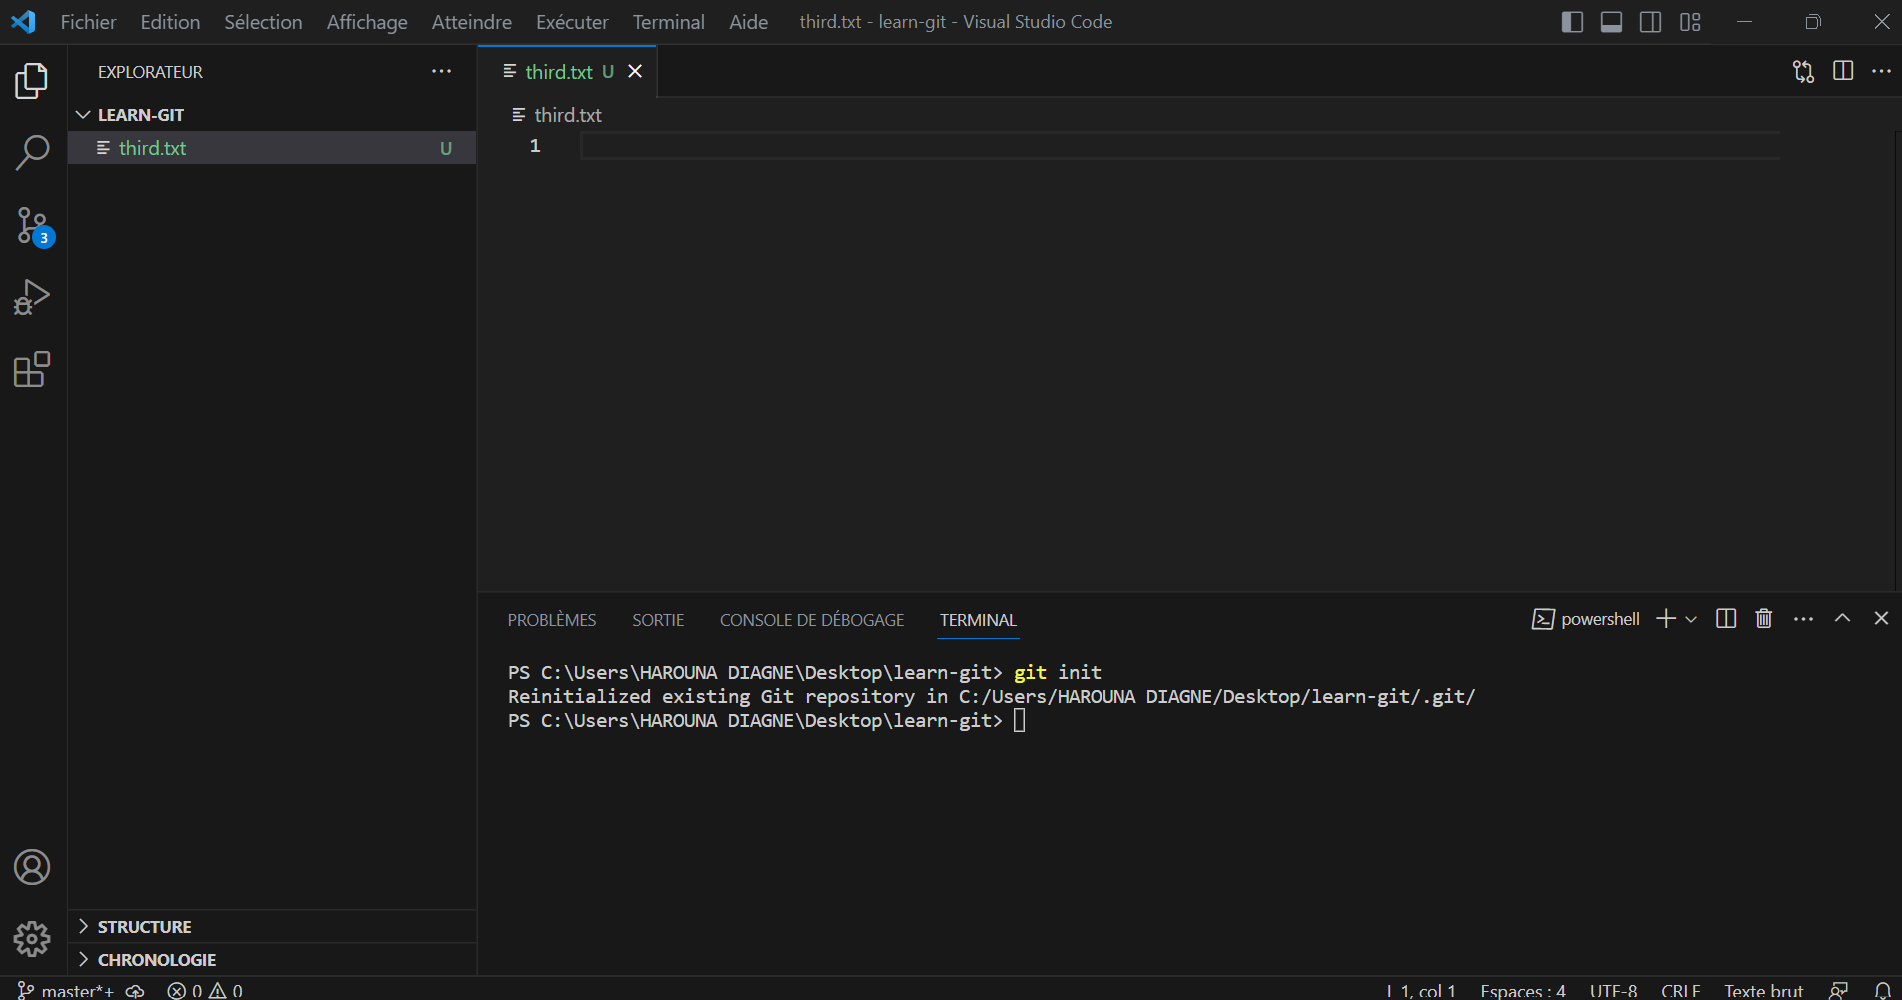 Fichier Edition Sélection Affichage Atteindre Exécuter Terminal Aide third.txt - learn-git - Visual Studio Code
EXPLORATEUR
LEARN-GIT
third.txt U
3
STRUCTURE
CHRONOLOGIE
third.txt U
third.txt
1
PROBLÈMES SORTIE CONSOLE DE DÉBOGAGE TERMINAL powershell
PS C:\Users\HAROUNA DIAGNE\Desktop\learn-git> git init
Reinitialized existing Git repository in C:/Users/HAROUNA DIAGNE/Desktop/learn-git/.git/
PS C:\Users\HAROUNA DIAGNE\Desktop\learn-git>
master*+ 0 0 L 1, col 1 Espaces : 4 UTF-8 CRLF Texte brut